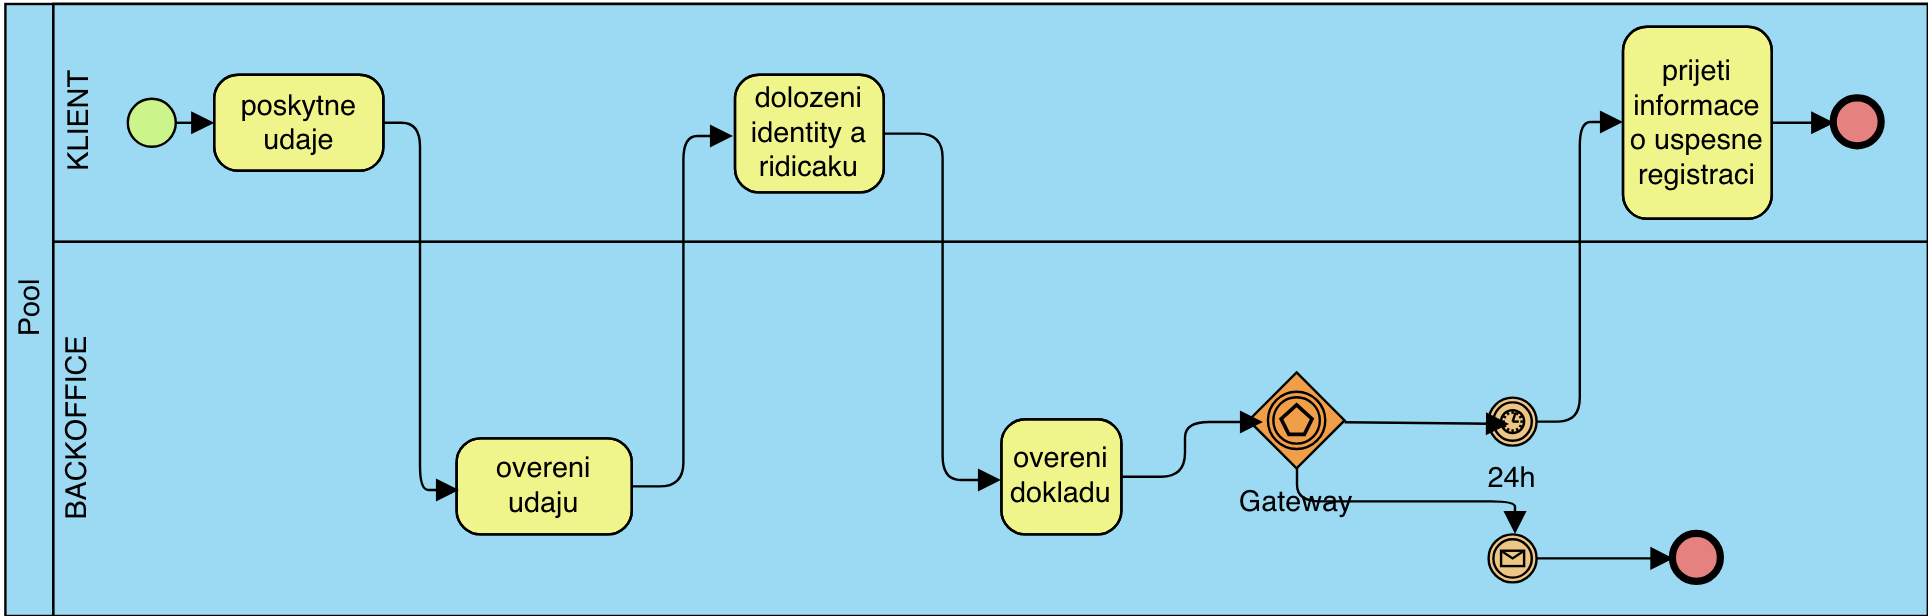 Pool
KLIENT
poskytne
udaje
dolozeni
identity a
ridicaku
prijeti
informace
o uspesne
registraci
BACKOFFICE
overeni
udaju
overeni
dokladu
Gateway
24h